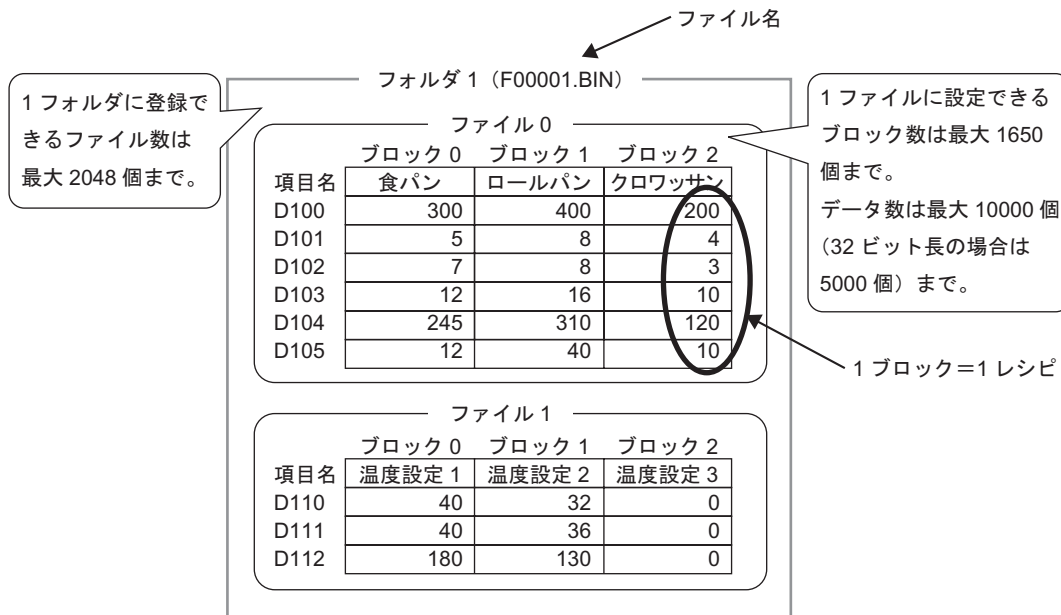 ファイル名
フォルダ 1（F00001.BIN）
1 フォルダに登録で
きるファイル数は
最大 2048 個まで。
1 ファイルに設定できる
ブロック数は最大 1650
個まで。
データ数は最大 10000 個
（32 ビット長の場合は
5000 個）まで。
ファイル 0
ブロック 0 ブロック 1 ブロック 2
項目名 食パン ロールパン クロワッサン
D100 300 400 200
D101 5 8 4
D102 7 8 3
D103 12 16 10
D104 245 310 120
D105 12 40 10
1 ブロック＝1 レシピ
ファイル 1
ブロック 0 ブロック 1 ブロック 2
項目名 温度設定 1 温度設定 2 温度設定 3
D110 40 32 0
D111 40 36 0
D112 180 130 0